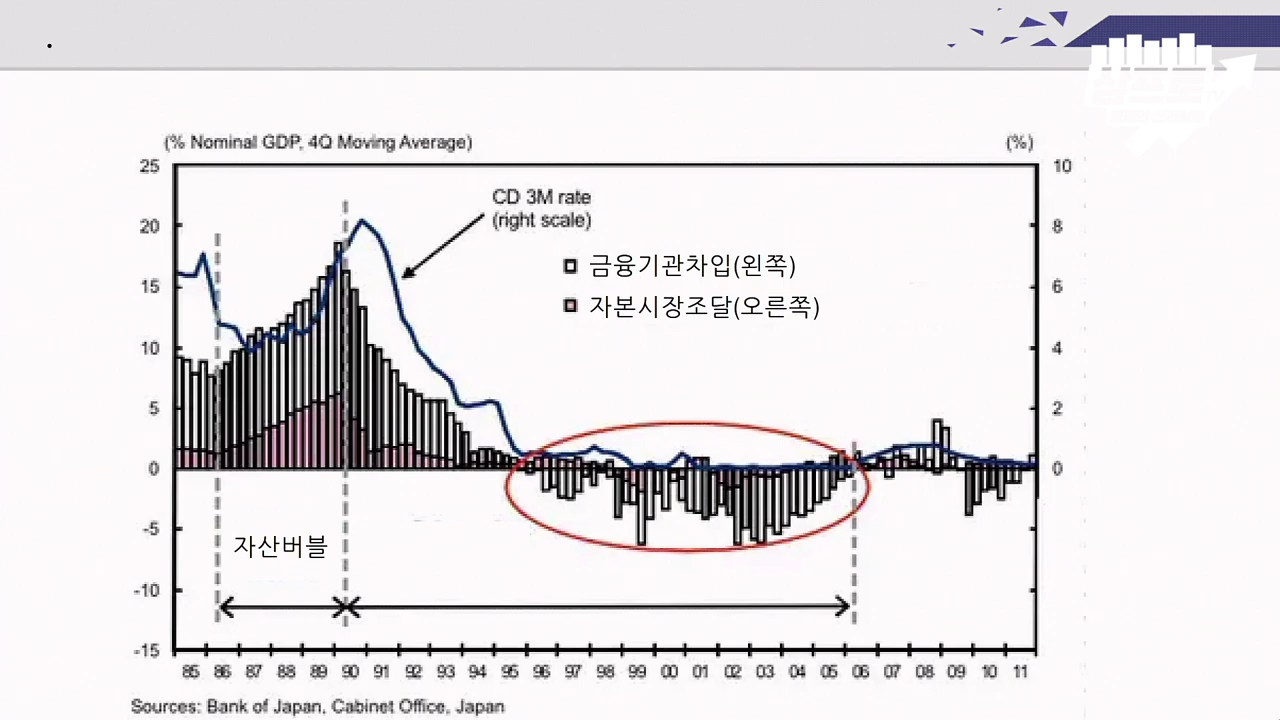 .
(% Nominal GDP, 4Q Moving Average)
(%)
CD 3M rate
(right scale)
금융기관차입(왼쪽)
자본시장조달(오른쪽)
자산버블
25
20
15
10
5
0
-5
-10
-15
10
8
6
4
2
0
85 86 87 88 89 90 91 92 93 94 95 96 97 98 99 00 01 02 03 04 05 06 07 08 09 10 11
Sources: Bank of Japan, Cabinet Office, Japan